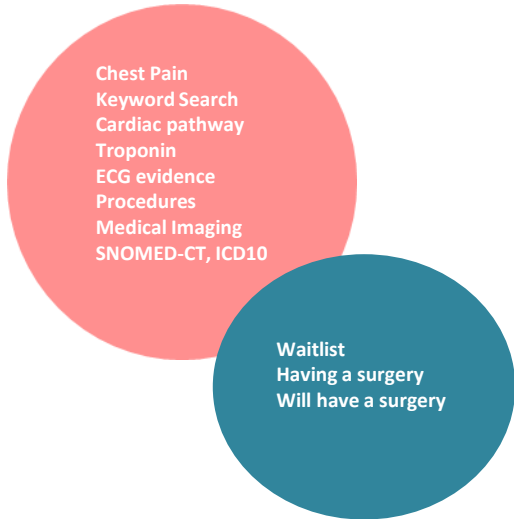 Chest Pain
Keyword Search
Cardiac pathway
Troponin
ECG evidence
Procedures
Medical Imaging
SNOMED-CT, ICD10
Waitlist
Having a surgery
Will have a surgery